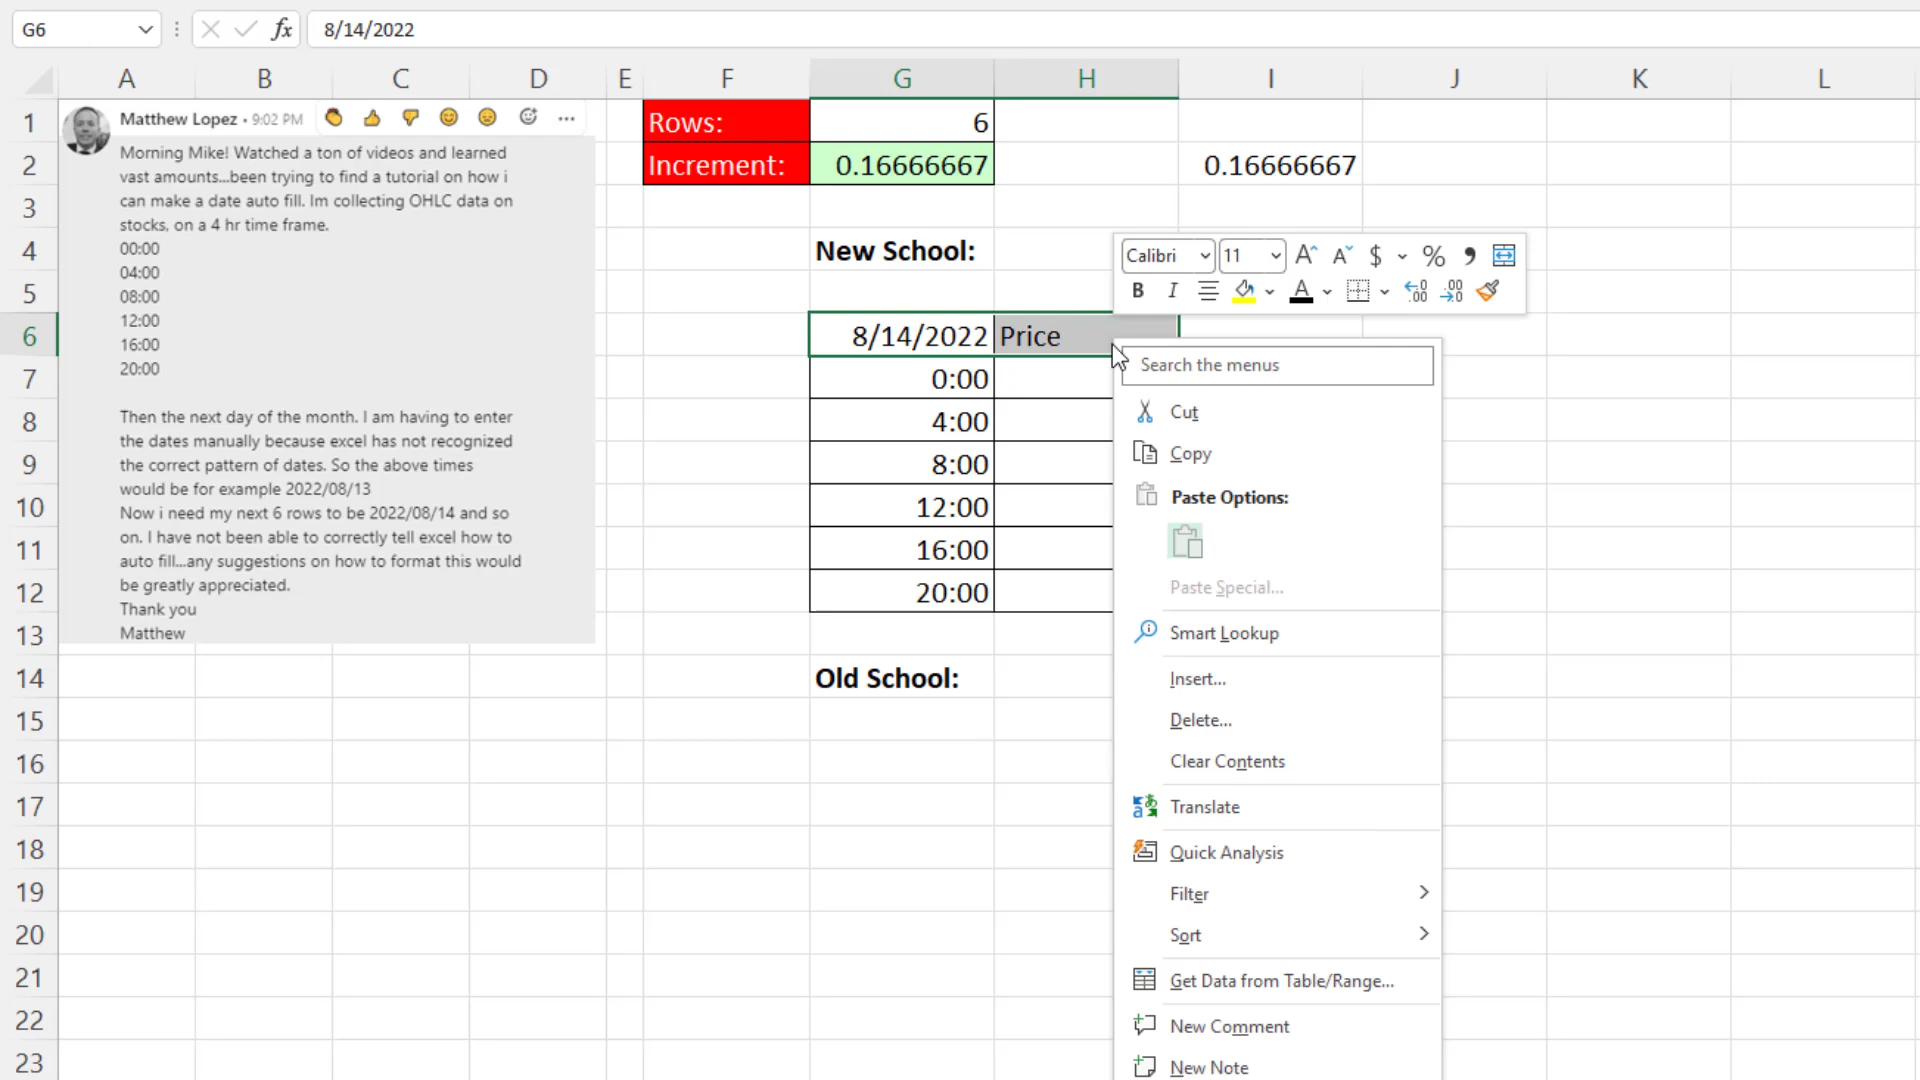 G6
fx
8/14/2022
A B C D E F G H I J K L
1 Rows: 6
2 Increment: 0.16666667 0.16666667
3
4 New School:
5
6 8/14/2022 Price
7 0:00
8 4:00
9 8:00
10 12:00
11 16:00
12 20:00
13
14 Old School:
15
16
17
18
19
20
21
22
23
Matthew Lopez • 9:02 PM
Morning Mike! Watched a ton of videos and learned
vast amounts...been trying to find a tutorial on how i
can make a date auto fill. Im collecting OHLC data on
stocks, on a 4 hr time frame.
00:00
04:00
08:00
12:00
16:00
20:00
Then the next day of the month. I am having to enter
the dates manually because excel has not recognized
the correct pattern of dates. So the above times
would be for example 2022/08/13
Now i need my next 6 rows to be 2022/08/14 and so
on. I have not been able to correctly tell excel how to
auto fill...any suggestions on how to format this would
be greatly appreciated.
Thank you
Matthew
Calibri 11 A A $ % ,
B I A .00 .00
Search the menus
Cut
Copy
Paste Options:
Paste Special...
Smart Lookup
Insert...
Delete...
Clear Contents
Translate
Quick Analysis
Filter
Sort
Get Data from Table/Range...
New Comment
New Note